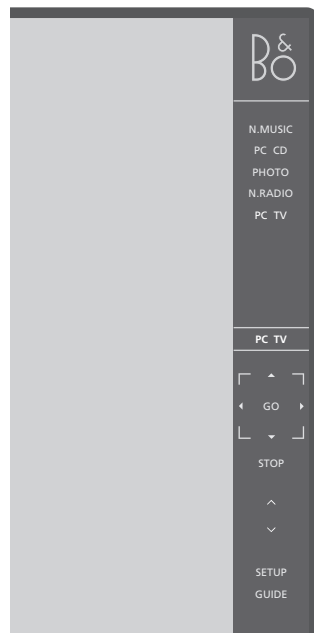 B&O
N.MUSIC
PC CD
PHOTO
N.RADIO
PC TV
PC TV
GO
STOP
SETUP
GUIDE